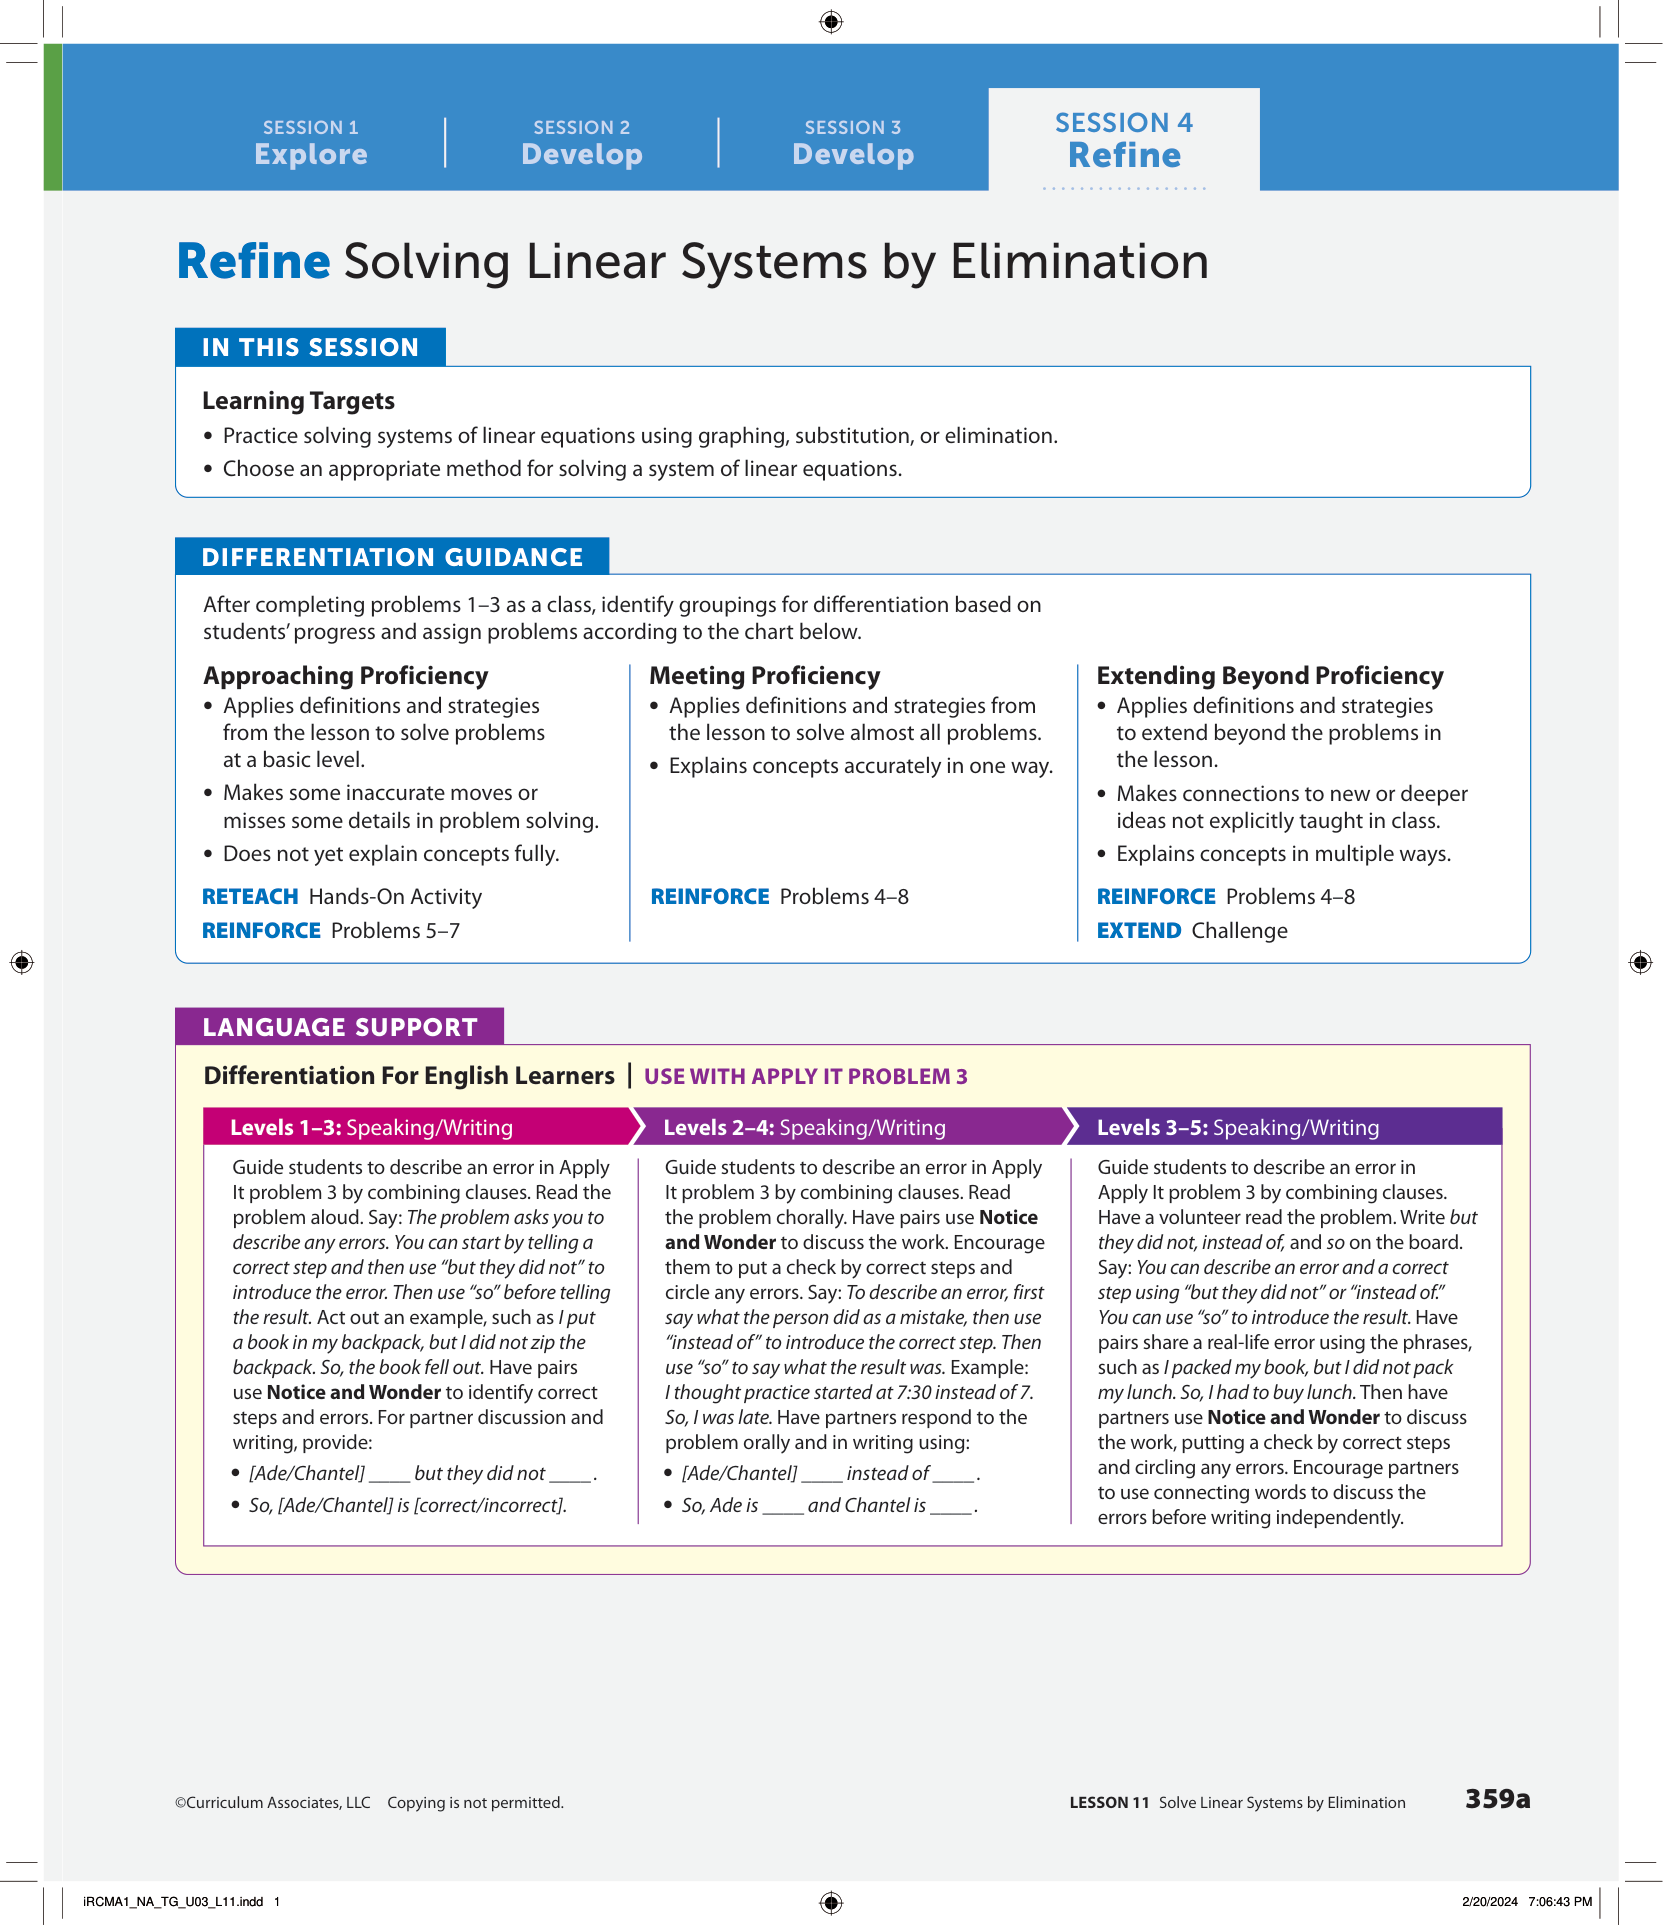 SESSION 1
Explore
SESSION 2
Develop
SESSION 3
Develop
SESSION 4
Refine
Refine Solving Linear Systems by Elimination
IN THIS SESSION
Learning Targets
• Practice solving systems of linear equations using graphing, substitution, or elimination.
• Choose an appropriate method for solving a system of linear equations.
DIFFERENTIATION GUIDANCE
After completing problems 1–3 as a class, identify groupings for differentiation based on
students’ progress and assign problems according to the chart below.
Approaching Proficiency
• Applies definitions and strategies
from the lesson to solve problems
at a basic level.
• Makes some inaccurate moves or
misses some details in problem solving.
• Does not yet explain concepts fully.
RETEACH Hands-On Activity
REINFORCE Problems 5–7
Meeting Proficiency
• Applies definitions and strategies from
the lesson to solve almost all problems.
• Explains concepts accurately in one way.
REINFORCE Problems 4–8
Extending Beyond Proficiency
• Applies definitions and strategies
to extend beyond the problems in
the lesson.
• Makes connections to new or deeper
ideas not explicitly taught in class.
• Explains concepts in multiple ways.
REINFORCE Problems 4–8
EXTEND Challenge
LANGUAGE SUPPORT
Differentiation For English Learners | USE WITH APPLY IT PROBLEM 3
Levels 1–3: Speaking/Writing
Guide students to describe an error in Apply
It problem 3 by combining clauses. Read the
problem aloud. Say: The problem asks you to
describe any errors. You can start by telling a
correct step and then use “but they did not” to
introduce the error. Then use “so” before telling
the result. Act out an example, such as I put
a book in my backpack, but I did not zip the
backpack. So, the book fell out. Have pairs
use Notice and Wonder to identify correct
steps and errors. For partner discussion and
writing, provide:
• [Ade/Chantel] ____ but they did not ____.
• So, [Ade/Chantel] is [correct/incorrect].
Levels 2–4: Speaking/Writing
Guide students to describe an error in Apply
It problem 3 by combining clauses. Read
the problem chorally. Have pairs use Notice
and Wonder to discuss the work. Encourage
them to put a check by correct steps and
circle any errors. Say: To describe an error, first
say what the person did as a mistake, then use
“instead of” to introduce the correct step. Then
use “so” to say what the result was. Example:
I thought practice started at 7:30 instead of 7.
So, I was late. Have partners respond to the
problem orally and in writing using:
• [Ade/Chantel] ____ instead of ____.
• So, Ade is ____ and Chantel is ____.
Levels 3–5: Speaking/Writing
Guide students to describe an error in
Apply It problem 3 by combining clauses.
Have a volunteer read the problem. Write but
they did not, instead of, and so on the board.
Say: You can describe an error and a correct
step using “but they did not” or “instead of.”
You can use “so” to introduce the result. Have
pairs share a real-life error using the phrases,
such as I packed my book, but I did not pack
my lunch. So, I had to buy lunch. Then have
partners use Notice and Wonder to discuss
the work, putting a check by correct steps
and circling any errors. Encourage partners
to use connecting words to discuss the
errors before writing independently.
©Curriculum Associates, LLC Copying is not permitted.
LESSON 11 Solve Linear Systems by Elimination 359a
iRCMA1_NA_TG_U03_L11.indd 1
2/20/2024 7:06:43 PM